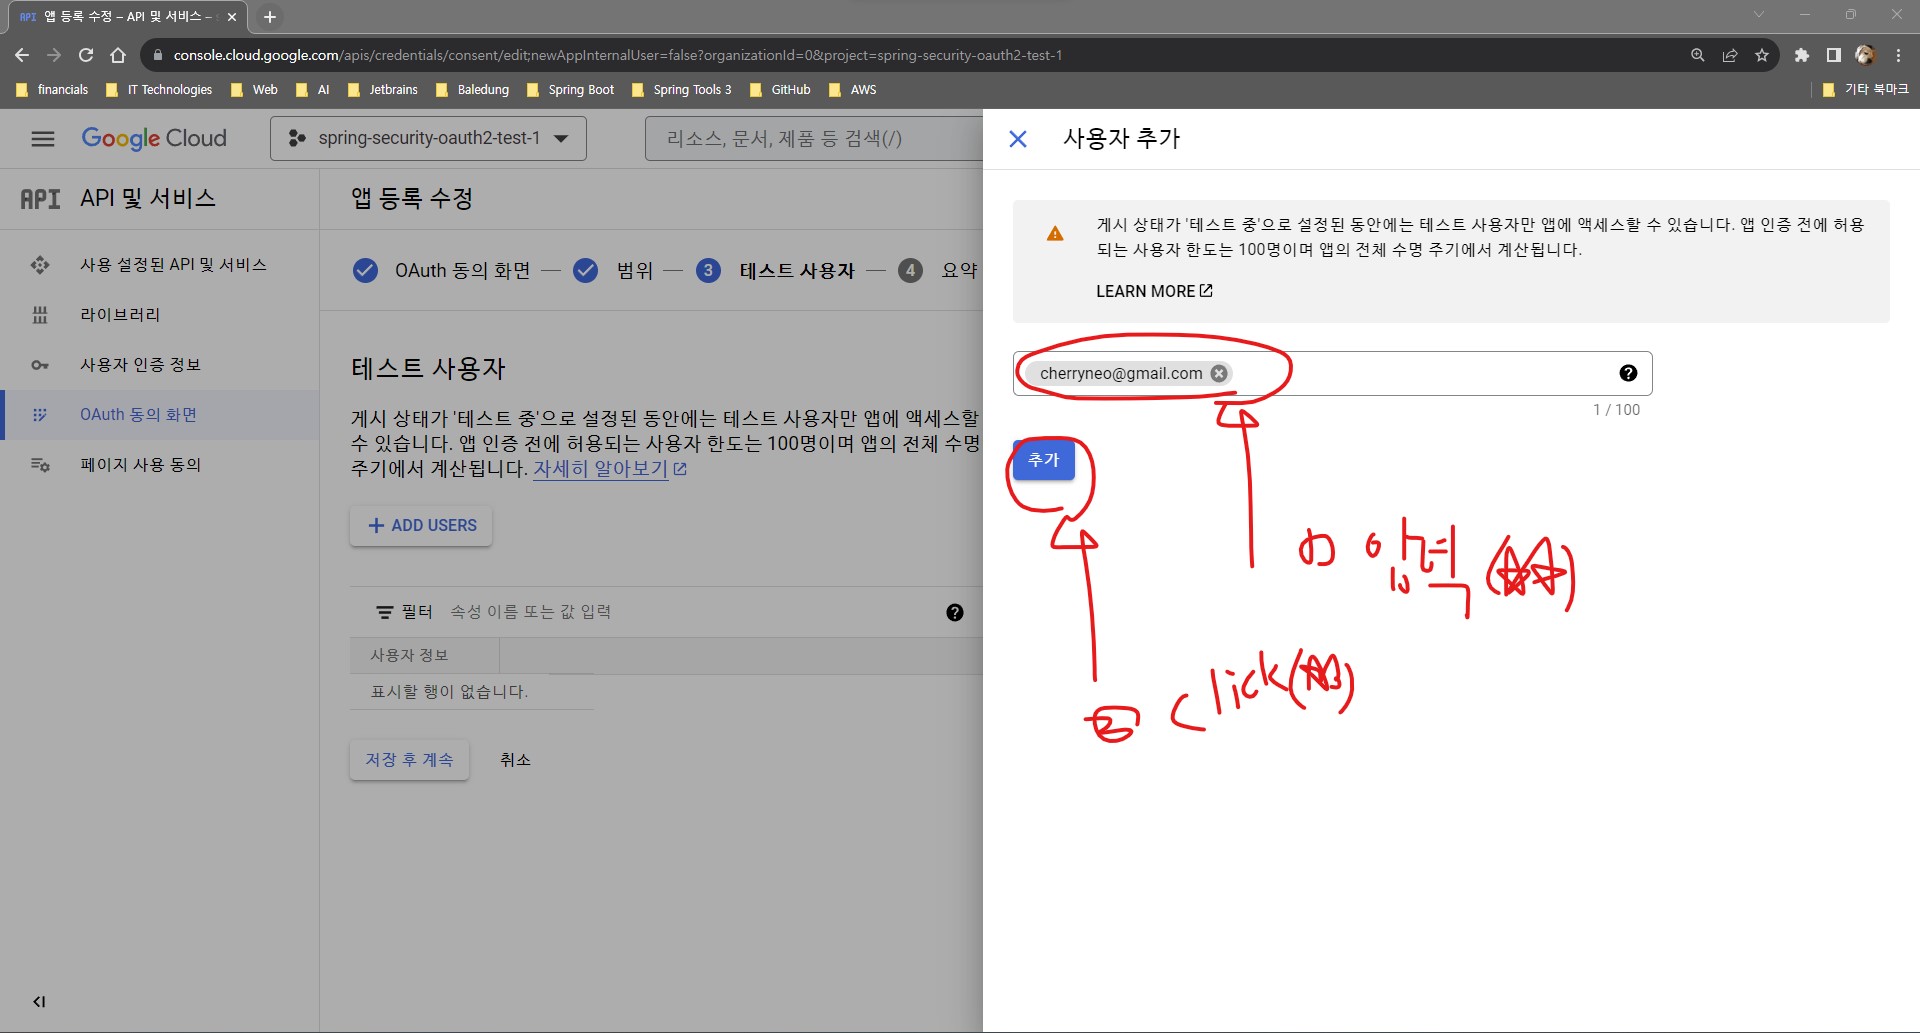 API 앱 등록 수정 – API 및 서비스 –
console.cloud.google.com/apis/credentials/consent/edit;newAppInternalUser=false?organizationId=0&project=spring-security-oauth2-test-1
financials IT Technologies Web AI Jetbrains Baledung Spring Boot Spring Tools 3 GitHub AWS 기타 북마크
Google Cloud spring-security-oauth2-test-1 리소스, 문서, 제품 등 검색(/)
API API 및 서비스
사용 설정된 API 및 서비스
라이브러리
사용자 인증 정보
OAuth 동의 화면
페이지 사용 동의
앱 등록 수정
OAuth 동의 화면 — 범위 — 3 테스트 사용자 — 4 요약
테스트 사용자
게시 상태가 '테스트 중'으로 설정된 동안에는 테스트 사용자만 앱에 액세스할
수 있습니다. 앱 인증 전에 허용되는 사용자 한도는 100명이며 앱의 전체 수명
주기에서 계산됩니다. 자세히 알아보기
+ ADD USERS
필터 속성 이름 또는 값 입력
사용자 정보
표시할 행이 없습니다.
저장 후 계속 취소
사용자 추가
게시 상태가 '테스트 중'으로 설정된 동안에는 테스트 사용자만 앱에 액세스할 수 있습니다. 앱 인증 전에 허용
되는 사용자 한도는 100명이며 앱의 전체 수명 주기에서 계산됩니다.
LEARN MORE
cherryneo@gmail.com
1 / 100
추가
입력
click